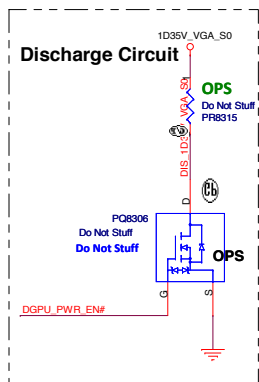 1D35V_VGA_S0
Discharge Circuit
OPS
Do Not Stuff
PR8315
DIS_1D35V_VGA_S0
D
PQ8306
Do Not Stuff
Do Not Stuff
OPS
G
S
DGPU_PWR_EN#